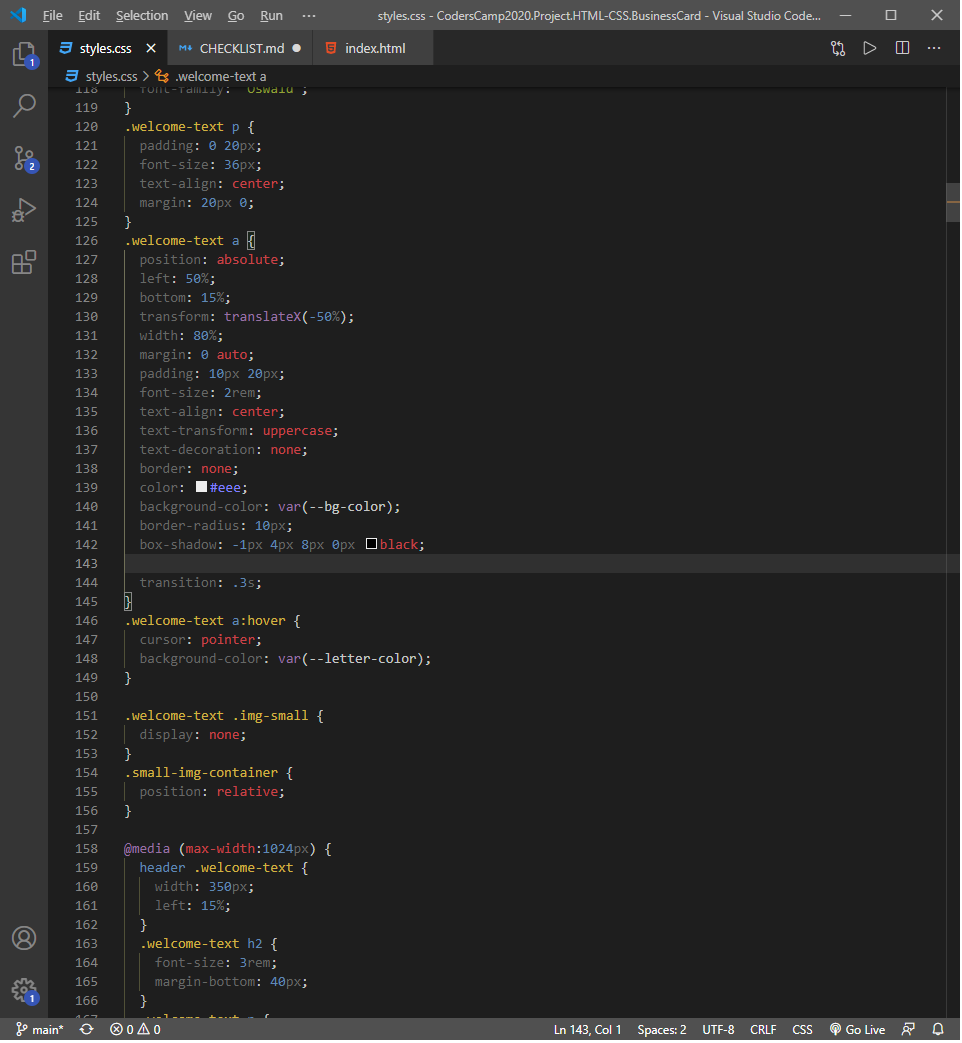 File Edit Selection View Go Run ··· styles.css - CodersCamp2020.Project.HTML-CSS.BusinessCard - Visual Studio Code...
1 styles.css CHECKLIST.md index.html
styles.css > .welcome-text a
118 font-family: 'Oswald';
119 }
120 .welcome-text p {
121 padding: 0 20px;
122 font-size: 36px;
123 text-align: center;
124 margin: 20px 0;
125 }
126 .welcome-text a {
127 position: absolute;
128 left: 50%;
129 bottom: 15%;
130 transform: translateX(-50%);
131 width: 80%;
132 margin: 0 auto;
133 padding: 10px 20px;
134 font-size: 2rem;
135 text-align: center;
136 text-transform: uppercase;
137 text-decoration: none;
138 border: none;
139 color: #eee;
140 background-color: var(--bg-color);
141 border-radius: 10px;
142 box-shadow: -1px 4px 8px 0px black;
143
144 transition: .3s;
145 }
146 .welcome-text a:hover {
147 cursor: pointer;
148 background-color: var(--letter-color);
149 }
150
151 .welcome-text .img-small {
152 display: none;
153 }
154 .small-img-container {
155 position: relative;
156 }
157
158 @media (max-width:1024px) {
159 header .welcome-text {
160 width: 350px;
161 left: 15%;
162 }
163 .welcome-text h2 {
164 font-size: 3rem;
165 margin-bottom: 40px;
166 }
167 .welcome-text p {
2
1
main* 0 0 Ln 143, Col 1 Spaces: 2 UTF-8 CRLF CSS Go Live